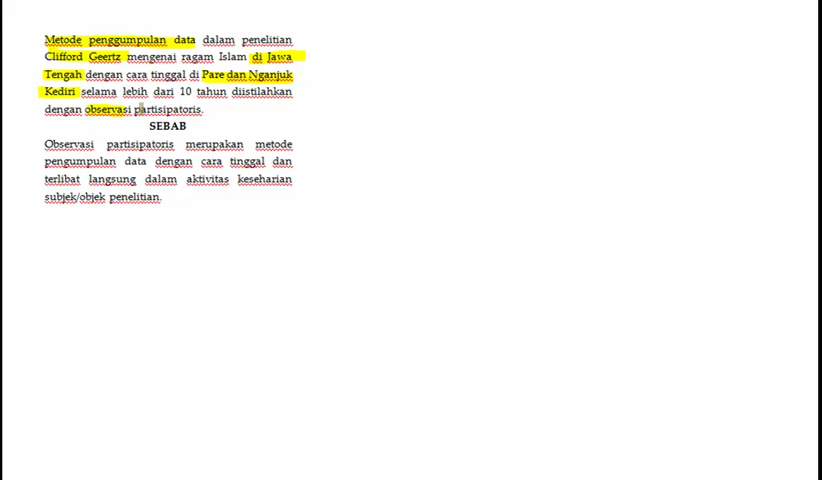 Metode penggumpulan data dalam penelitian
Clifford Geertz mengenai ragam Islam di Jawa
Tengah dengan cara tinggal di Pare dan Nganjuk
Kediri selama lebih dari 10 tahun diistilahkan
dengan observasi partisipatoris.
SEBAB
Observasi partisipatoris merupakan metode
pengumpulan data dengan cara tinggal dan
terlibat langsung dalam aktivitas keseharian
subjek/objek penelitian.